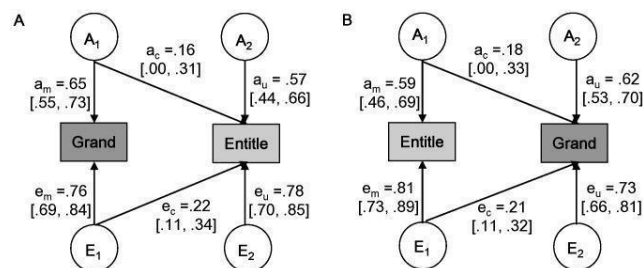 A
A1
A2
ac =.16
[.00, .31]
am =.65
[.55, .73]
au =.57
[.44, .66]
Grand
Entitle
em =.76
[.69, .84]
ec =.22
[.11, .34]
eu =.78
[.70, .85]
E1
E2
B
A1
A2
ac =.18
[.00, .33]
am =.59
[.46, .69]
au =.62
[.53, .70]
Entitle
Grand
em =.81
[.73, .89]
ec =.21
[.11, .32]
eu =.73
[.66, .81]
E1
E2